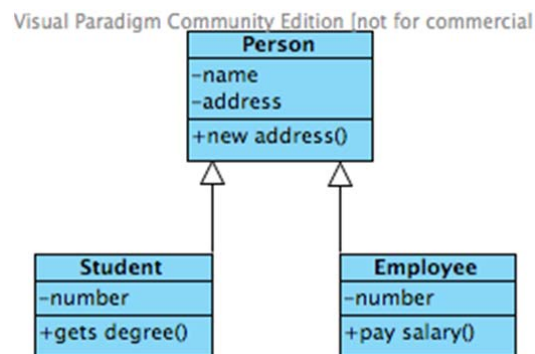 Visual Paradigm Community Edition [not for commercial
Person
-name
-address
+new address()
Student
-number
+gets degree()
Employee
-number
+pay salary()